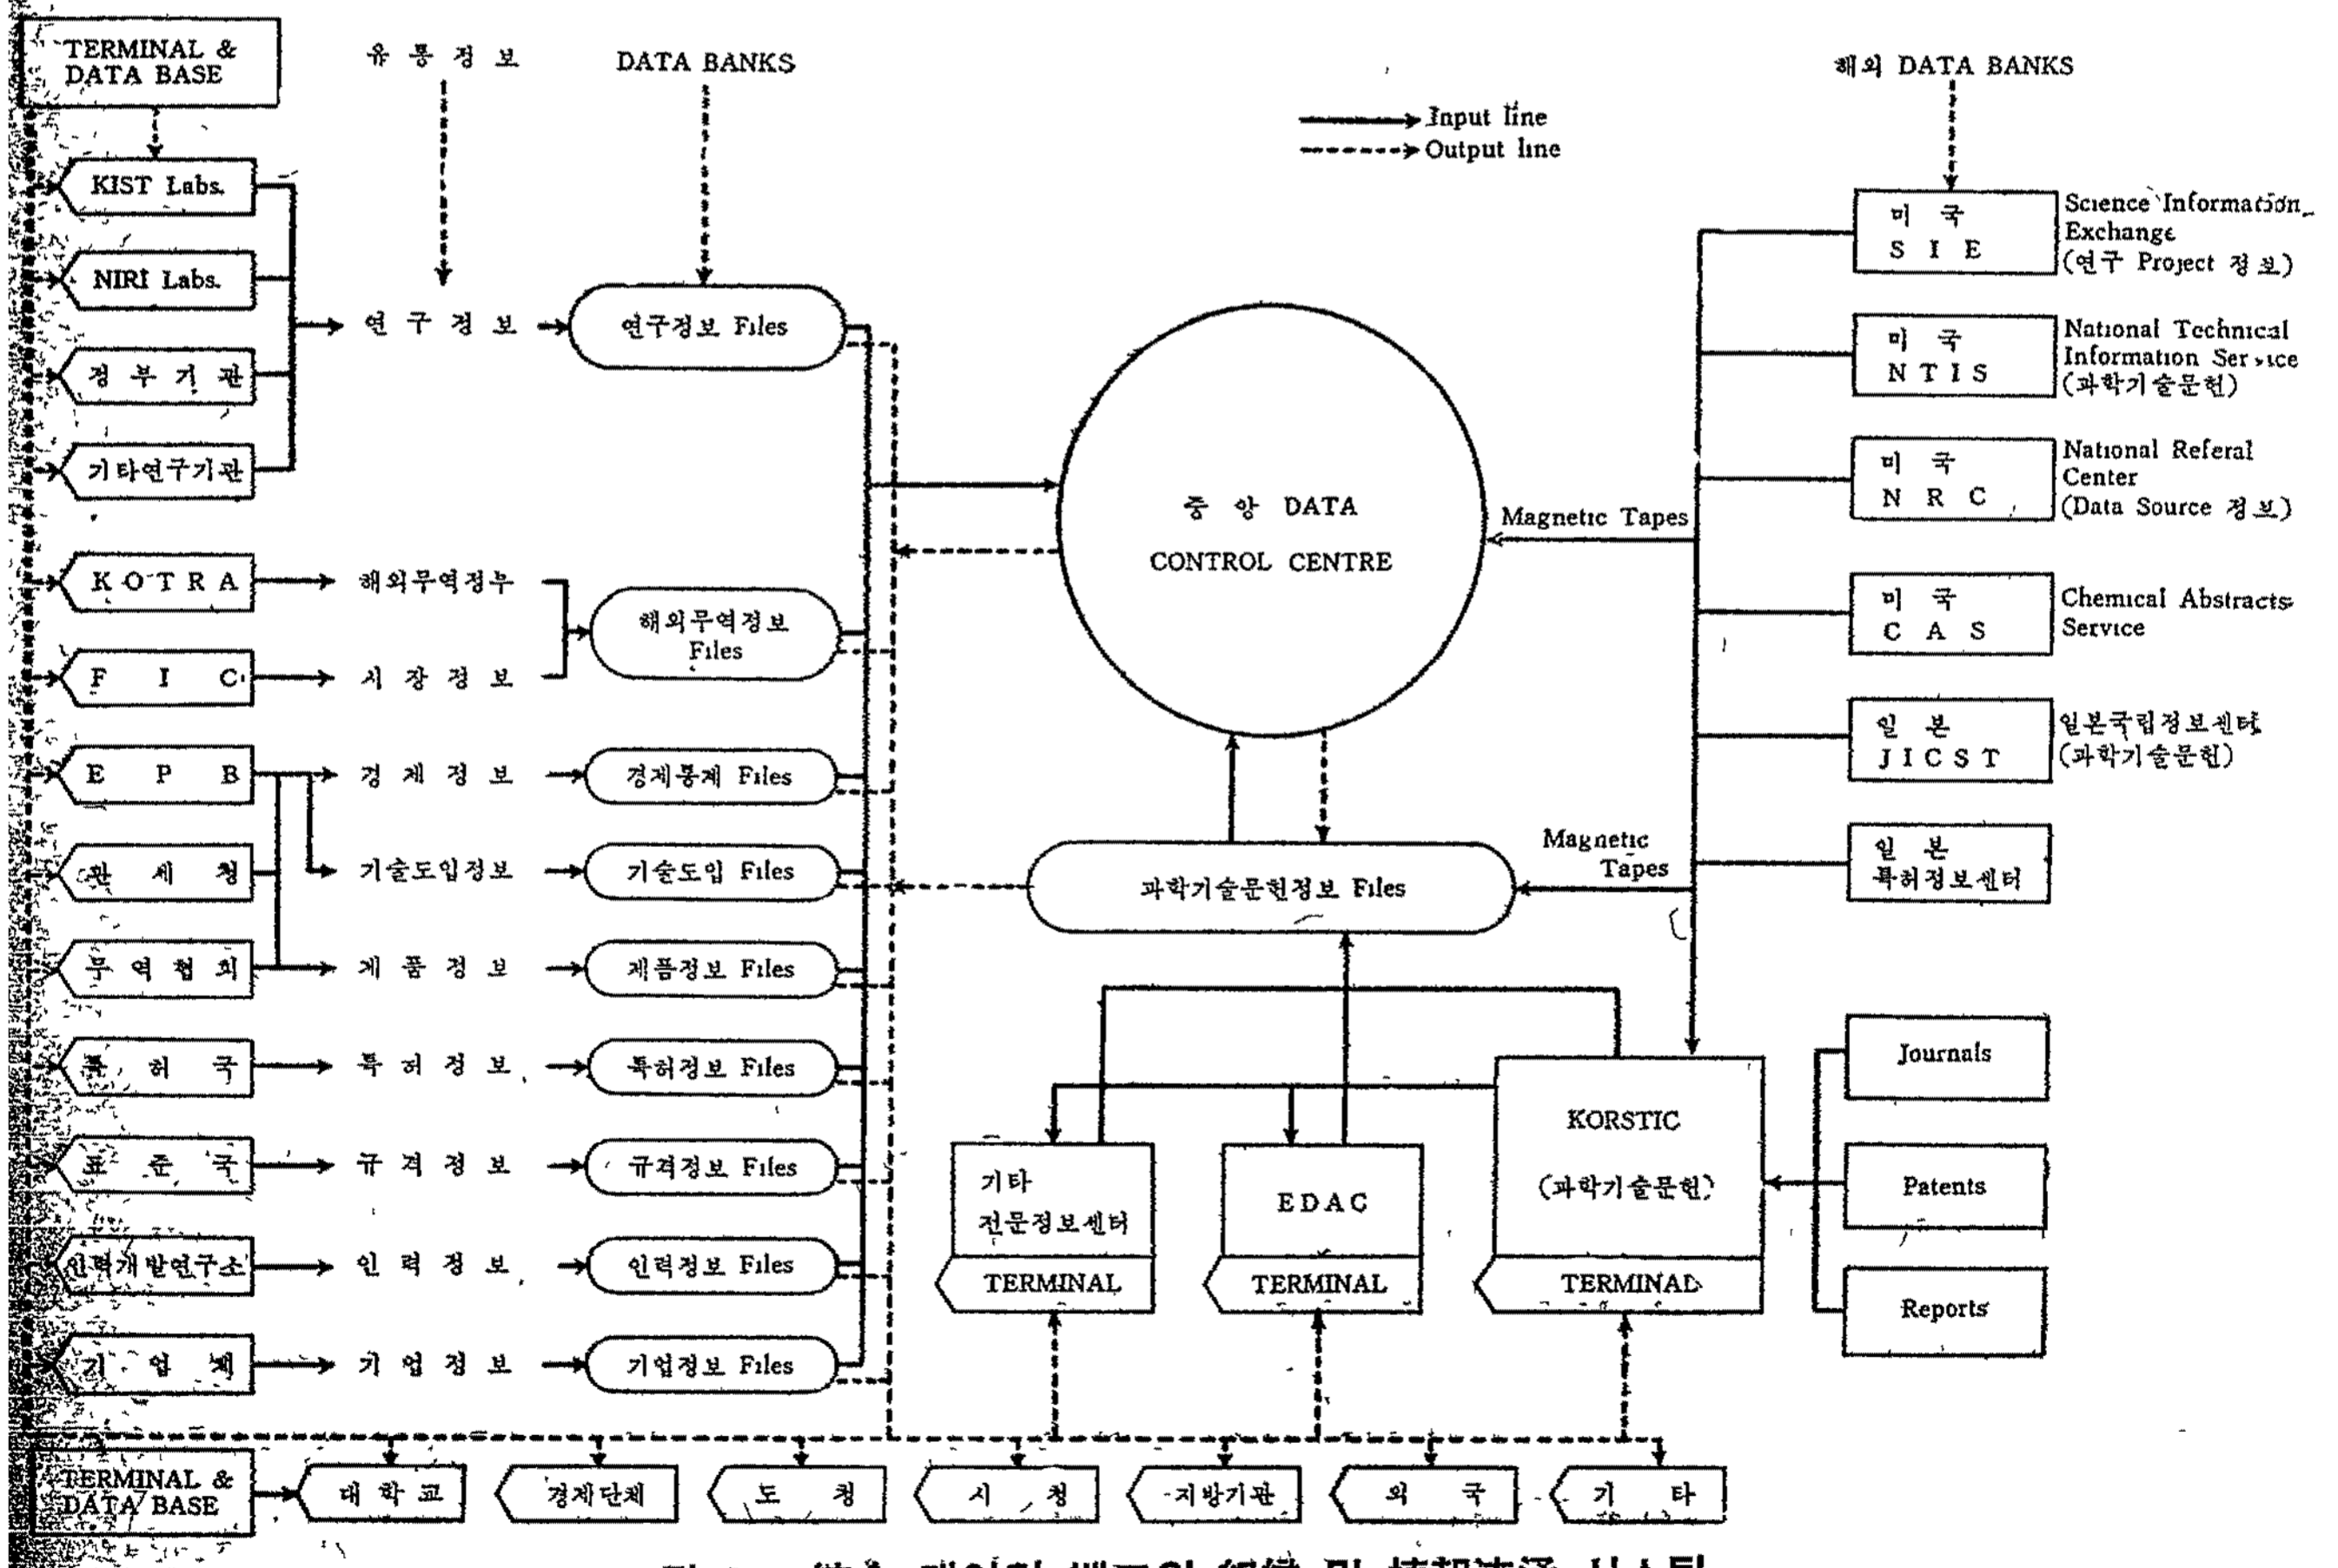 TERMINAL &
DATA BASE
유 통 정 보
DATA BANKS
해외 DATA BANKS
Input line
Output line
KIST Labs.
NIRI Labs.
정 부 기 관
기타연구기관
연 구 정 보
연구정보 Files
미 국
S I E
Science Information
Exchange
(연구 Project 정보)
미 국
N T I S
National Technical
Information Service
(과학기술문헌)
미 국
N R C
National Referal
Center
(Data Source 정보)
미 국
C A S
Chemical Abstracts
Service
일 본
J I C S T
일본국립정보센터
(과학기술문헌)
일 본
특허정보센터
중 앙 DATA
CONTROL CENTRE
Magnetic Tapes
Magnetic
Tapes
K O T R A
해외무역정부
해외무역정보
Files
F I C
시 장 정 보
E P B
경 제 정 보
경제통계 Files
관 세 청
기술도입정보
기술도입 Files
과학기술문헌정보 Files
무 역 협 회
제 품 정 보
제품정보 Files
특 허 국
특 허 정 보
특허정보 Files
표 준 국
규 격 정 보
규격정보 Files
인력개발연구소
인 력 정 보
인력정보 Files
기 업 체
기 업 정 보
기업정보 Files
기타
전문정보센터
TERMINAL
E D A C
TERMINAL
KORSTIC
(과학기술문헌)
TERMINAL
Journals
Patents
Reports
TERMINAL &
DATA BASE
대 학 교
경제단체
도 청
시 청
지방기관
외 국
기 타